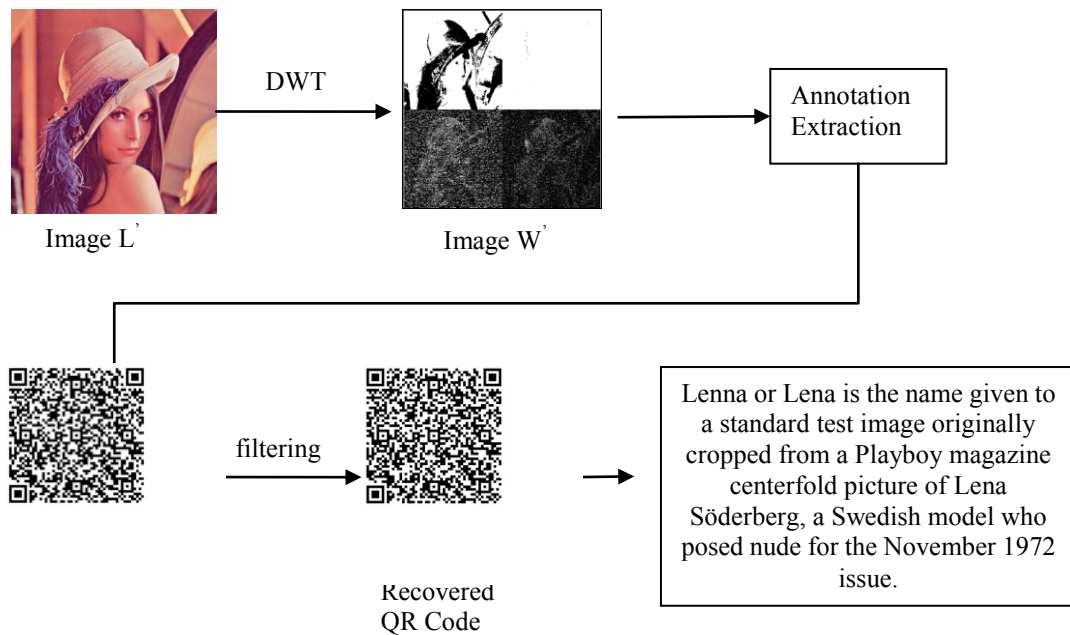 DWT
Annotation
Extraction
Image L’
Image W’
filtering
Lenna or Lena is the name given to
a standard test image originally
cropped from a Playboy magazine
centerfold picture of Lena
Söderberg, a Swedish model who
posed nude for the November 1972
issue.
Recovered
QR Code